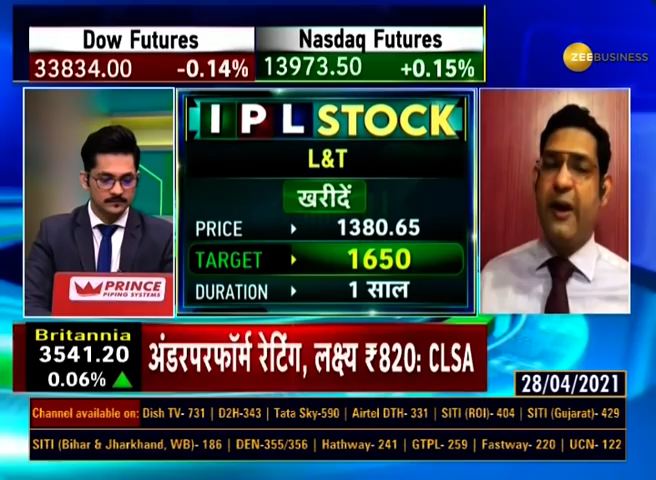 Dow Futures
33834.00 -0.14%
Nasdaq Futures
13973.50 +0.15%
ZEE BUSINESS
IPL STOCK
L&T
खरीदें
PRICE 1380.65
TARGET 1650
DURATION 1 साल
PRINCE
PIPING SYSTEMS
Britannia
3541.20
0.06%
अंडरपरफॉर्म रेटिंग, लक्ष्य ₹820: CLSA
28/04/2021
Channel available on: Dish TV- 731 | D2H-343 | Tata Sky-590 | Airtel DTH- 331 | SITI (ROI)- 404 | SITI (Gujarat)- 429
SITI (Bihar & Jharkhand, WB)- 186 | DEN-355/356 | Hathway- 241 | GTPL- 259 | Fastway- 220 | UCN- 122